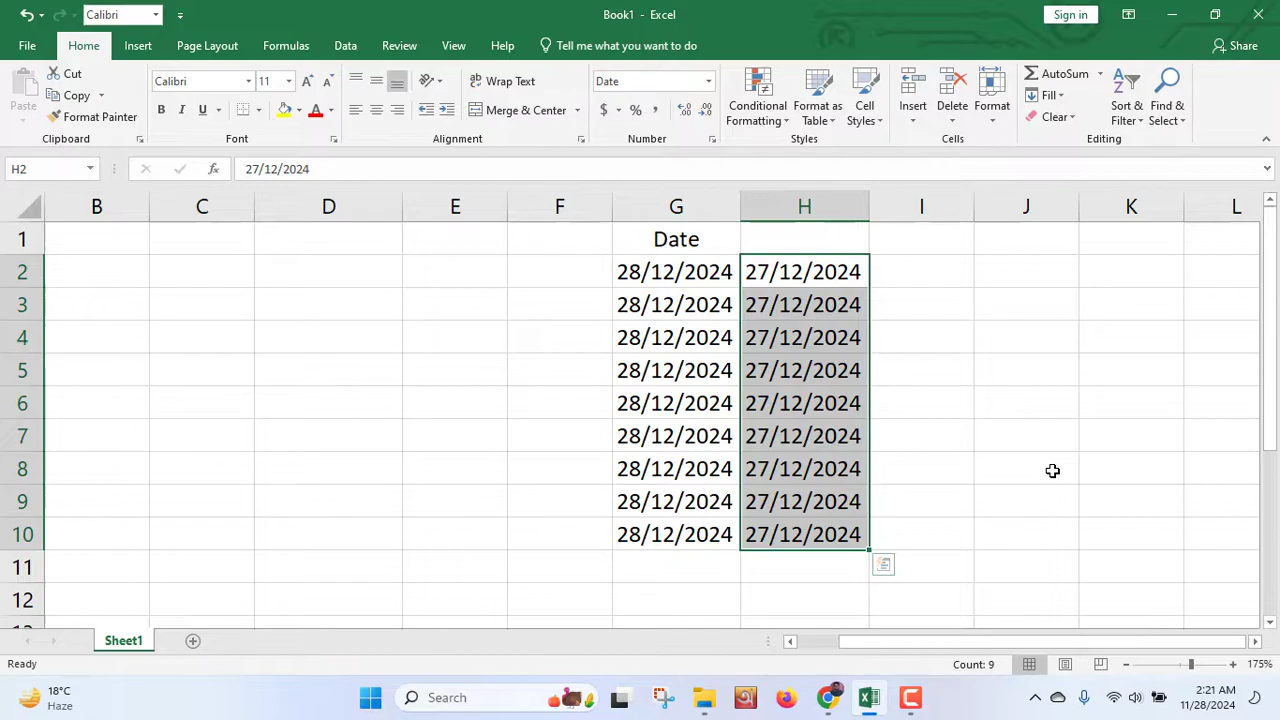 Calibri
Book1 - Excel
Sign in
File Home Insert Page Layout Formulas Data Review View Help Tell me what you want to do Share
Paste
Cut
Copy
Format Painter
Clipboard
Calibri 11
B I U
Font
Wrap Text
Merge & Center
Alignment
Date
$ % ,
Number
Conditional Formatting
Format as Table
Cell Styles
Styles
Insert Delete Format
Cells
AutoSum
Fill
Clear
Sort & Filter
Find & Select
Editing
H2 fx 27/12/2024
B C D E F G H I J K L
1 Date
2 28/12/2024 27/12/2024
3 28/12/2024 27/12/2024
4 28/12/2024 27/12/2024
5 28/12/2024 27/12/2024
6 28/12/2024 27/12/2024
7 28/12/2024 27/12/2024
8 28/12/2024 27/12/2024
9 28/12/2024 27/12/2024
10 28/12/2024 27/12/2024
11
12
Sheet1
Ready Count: 9 175%
18°C
Haze
Search
2:21 AM
11/28/2024